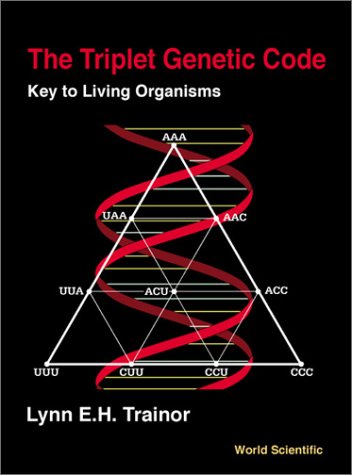 The Triplet Genetic Code
Key to Living Organisms
AAA
UAA AAC
UUA ACU ACC
UUU CUU CCU CCC
Lynn E.H. Trainor
World Scientific